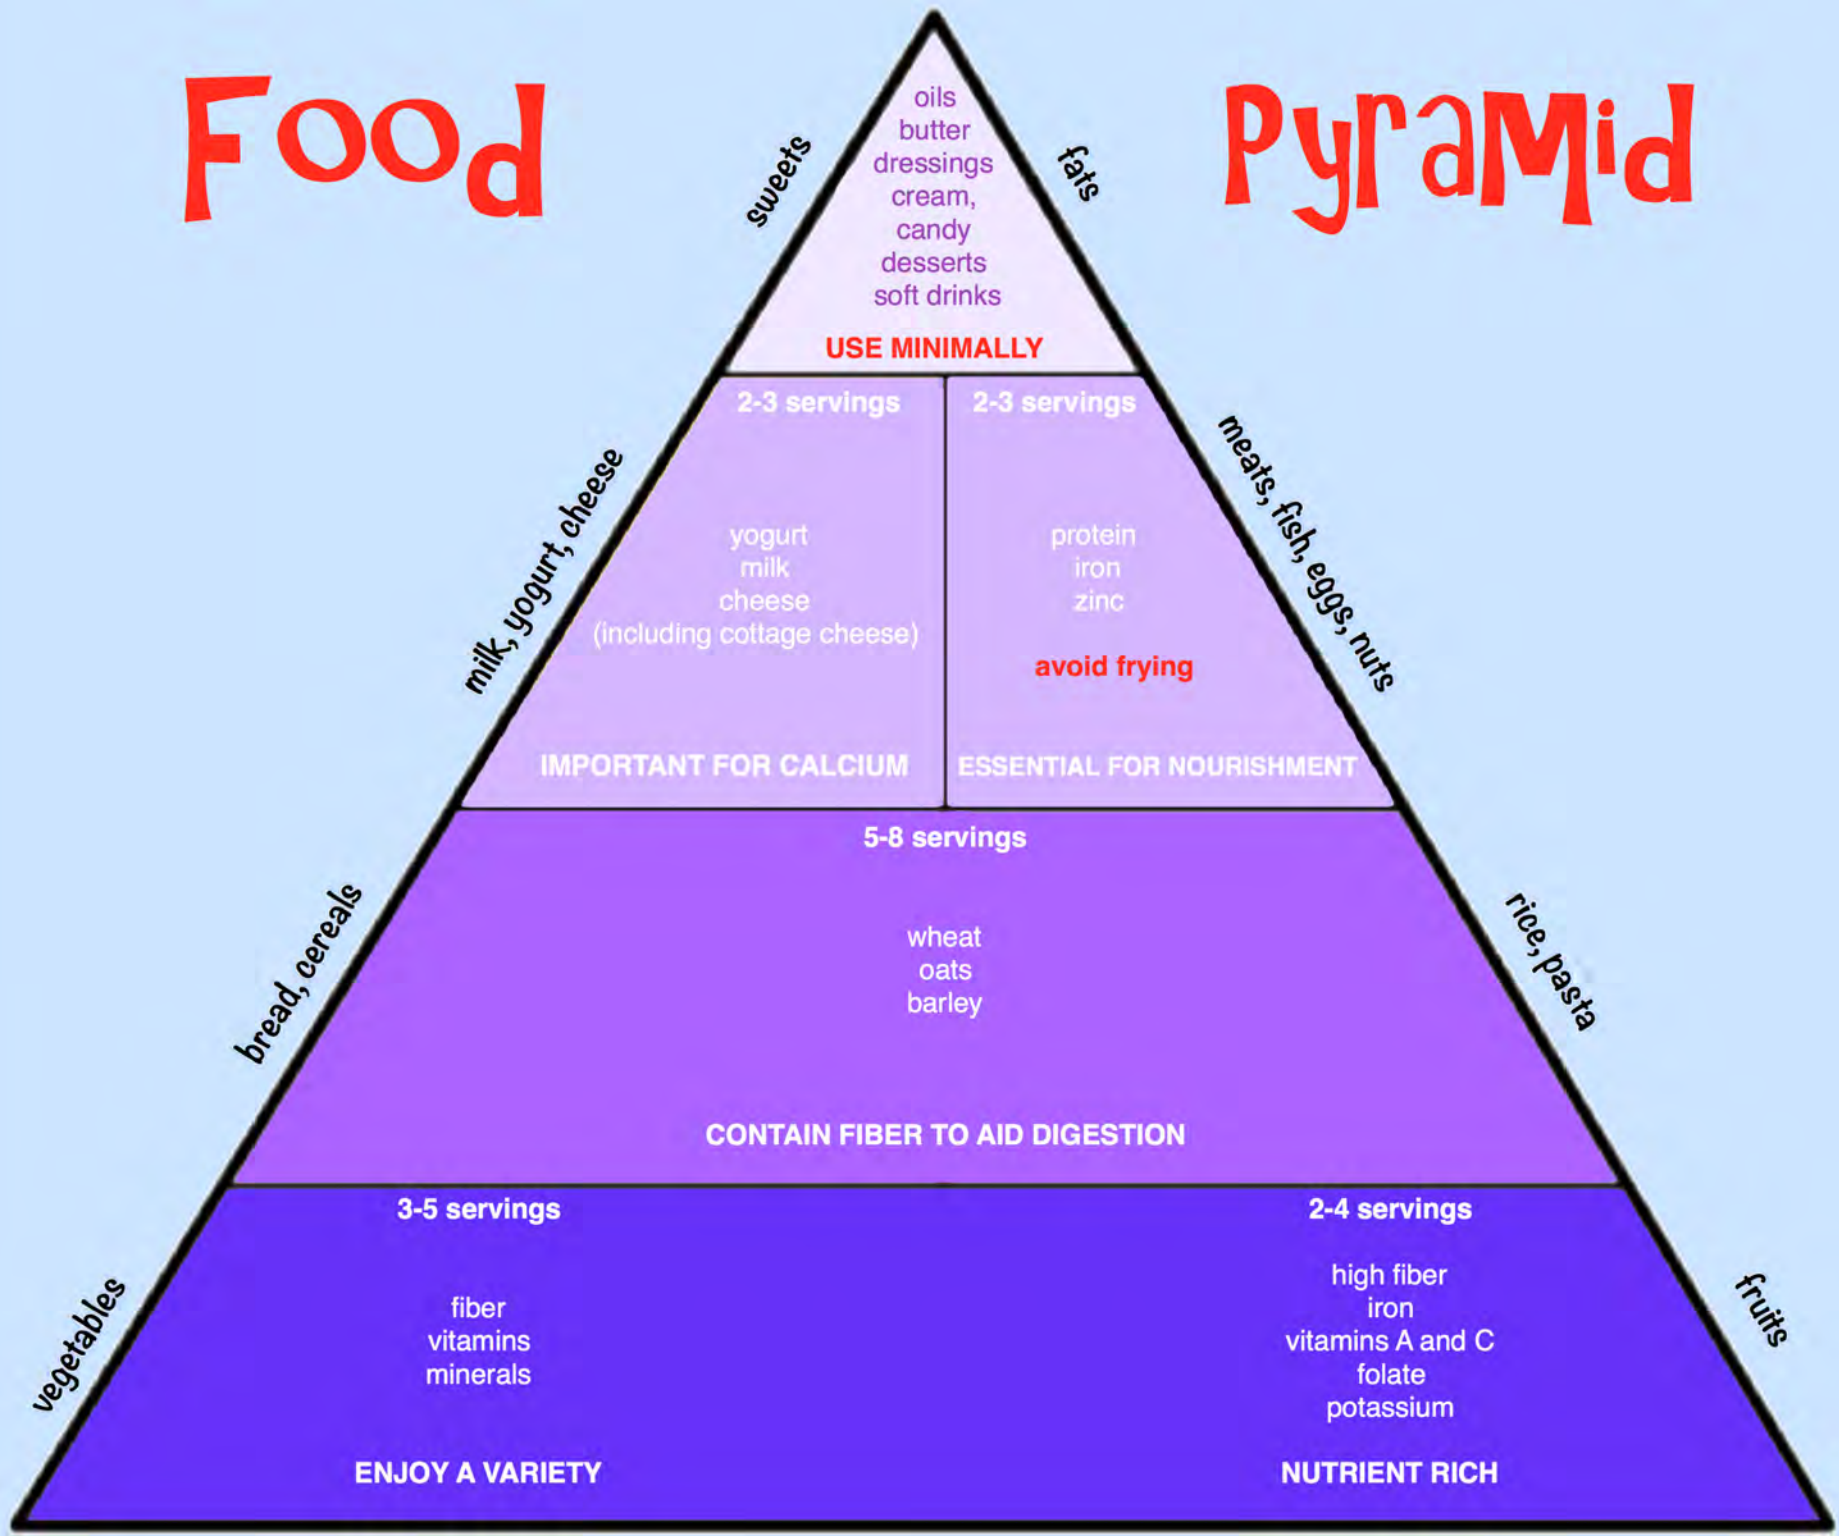 Food Pyramid
sweets
fats
oils
butter
dressings
cream,
candy
desserts
soft drinks
USE MINIMALLY
milk, yogurt, cheese
2-3 servings
yogurt
milk
cheese
(including cottage cheese)
IMPORTANT FOR CALCIUM
2-3 servings
protein
iron
zinc
avoid frying
ESSENTIAL FOR NOURISHMENT
meats, fish, eggs, nuts
bread, cereals
5-8 servings
wheat
oats
barley
CONTAIN FIBER TO AID DIGESTION
rice, pasta
vegetables
3-5 servings
fiber
vitamins
minerals
ENJOY A VARIETY
2-4 servings
high fiber
iron
vitamins A and C
folate
potassium
NUTRIENT RICH
fruits